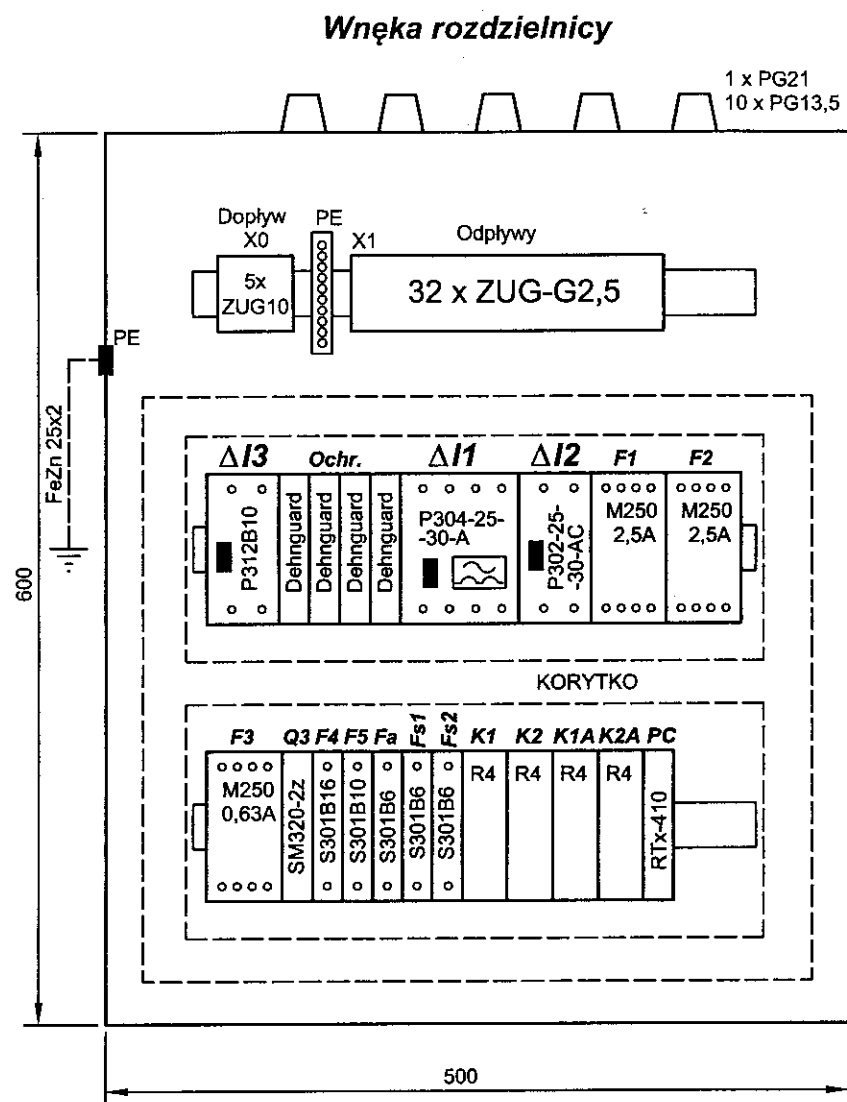 Wnęka rozdzielnicy
1 x PG21
10 x PG13,5
Dopływ
X0
PE
X1
Odpływy
5x
ZUG10
32 x ZUG-G2,5
PE
FeZn 25x2
600
ΔI3
Ochr.
ΔI1
ΔI2
F1
F2
P312B10
Dehnguard
Dehnguard
Dehnguard
Dehnguard
P304-25-
-30-A
P302-25-
-30-AC
M250
2,5A
M250
2,5A
KORYTKO
F3
Q3
F4
F5
Fa
Fs1
Fs2
K1
K2
K1A
K2A
PC
M250
0,63A
SM320-2z
S301B16
S301B10
S301B6
S301B6
S301B6
R4
R4
R4
R4
RTx-410
500